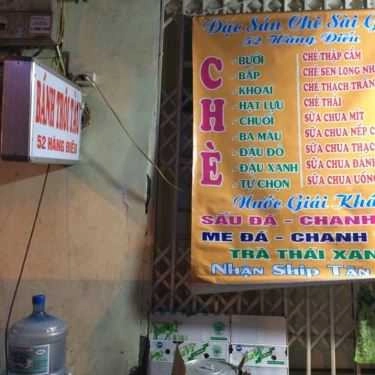 BÁNH TRÔI TÀU
52 HÀNG ĐIẾU
Đặc Sản Chè Sài G
52 Hàng Điếu
CHÈ
- BƯỞI
- BẮP
- KHOAI
- HẠT LỰU
- CHUỐI
- BA MÀU
- ĐẬU ĐỎ
- ĐẬU XANH
- TỰ CHỌN
CHÈ THẬP CẨM
CHÈ SEN LONG NH
CHÈ THẠCH TRÂN
CHÈ THÁI
SỮA CHUA MÍT
SỮA CHUA NẾP C
SỮA CHUA THẠC
SỮA CHUA ĐÁNH
SỮA CHUA UỐNG
Nước Giải Khá
SẤU ĐÁ - CHANH
ME ĐÁ - CHANH
TRÀ THÁI XAN
Nhận Ship Tận